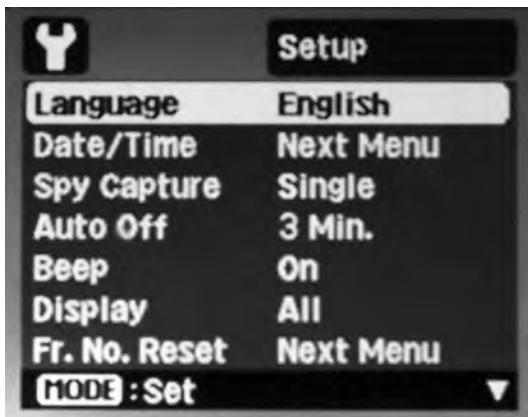 Setup
Language English
Date/Time Next Menu
Spy Capture Single
Auto Off 3 Min.
Beep On
Display All
Fr. No. Reset Next Menu
MODE :Set